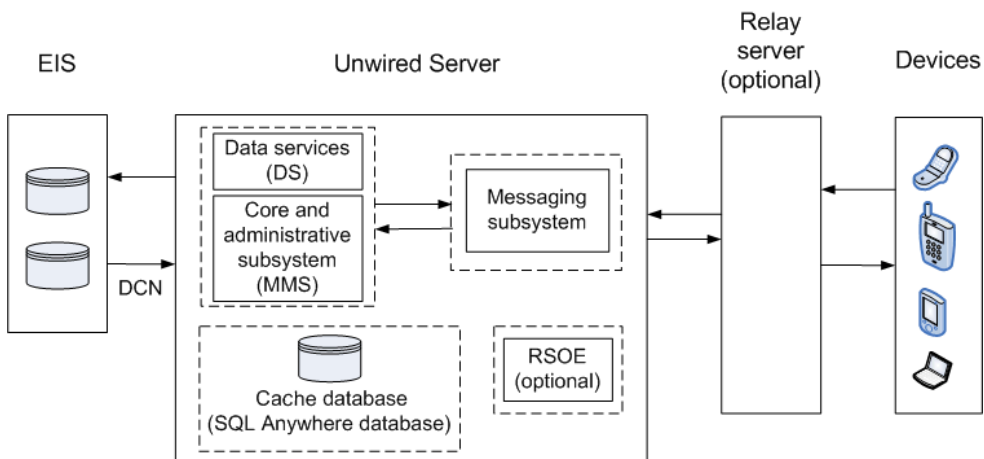 EIS
Unwired Server
Relay
server
(optional)
Devices
Data services
(DS)
Core and
administrative
subsystem
(MMS)
Messaging
subsystem
DCN
Cache database
(SQL Anywhere database)
RSOE
(optional)